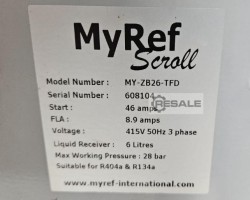 MyRef
Scroll
Model Number : MY-ZB26-TFD
Serial Number : 608104
RESALE
Start : 46 amps
FLA : 8.9 amps
Voltage : 415V 50Hz 3 phase
Liquid Receiver : 6 Litres
Max Working Pressure : 28 bar
Suitable for R404a & R134a
www.myref-international.com